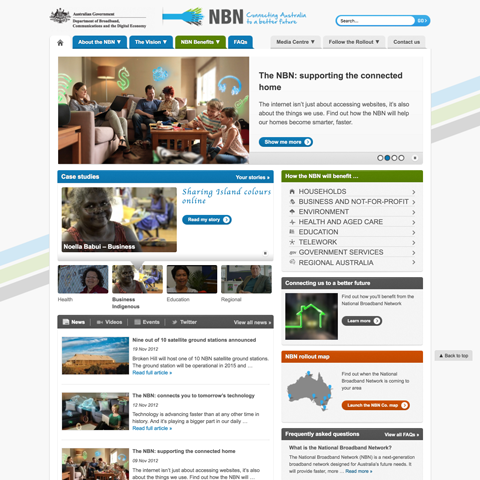 Australian Government
Department of Broadband,
Communications and the Digital Economy
NBN
Connecting Australia
to a better future
Search...
GO
About the NBN ▼
The Vision ▼
NBN Benefits ▼
FAQs
Media Centre ▼
Follow the Rollout ▼
Contact us
The NBN: supporting the connected
home
The internet isn't just about accessing websites, it's also
about the things we use. Find out how the NBN will help
our homes become smarter, faster.
Show me more
Case studies
Your stories »
Sharing Island colours
online
Read my story
Noella Babui – Business
Health
Business
Indigenous
Education
Regional
News
Videos
Events
Twitter
View all news »
Nine out of 10 satellite ground stations announced
19 Nov 2012
Broken Hill will host one of 10 NBN satellite ground stations.
The ground station will be operational in 2015 and ...
Read full article »
The NBN: connects you to tomorrow's technology
12 Nov 2012
Technology is advancing faster than at any other time in
history. And it's playing a bigger part in our daily ...
Read full article »
The NBN: supporting the connected home
09 Nov 2012
The internet isn't just about accessing websites, it's also
about the things we use. Find out how the NBN will ...
How the NBN will benefit ...
HOUSEHOLDS
BUSINESS AND NOT-FOR-PROFIT
ENVIRONMENT
HEALTH AND AGED CARE
EDUCATION
TELEWORK
GOVERNMENT SERVICES
REGIONAL AUSTRALIA
Connecting us to a better future
Find out how you'll benefit from the
National Broadband Network
Learn more
NBN rollout map
Find out when the National
Broadband Network is coming to
your area
Launch the NBN Co. map
▲ Back to top
Frequently asked questions
View all FAQs »
What is the National Broadband Network?
The National Broadband Network (NBN) is a next-generation
broadband network designed for Australia's future needs. It will
provide faster, more ... Read more »